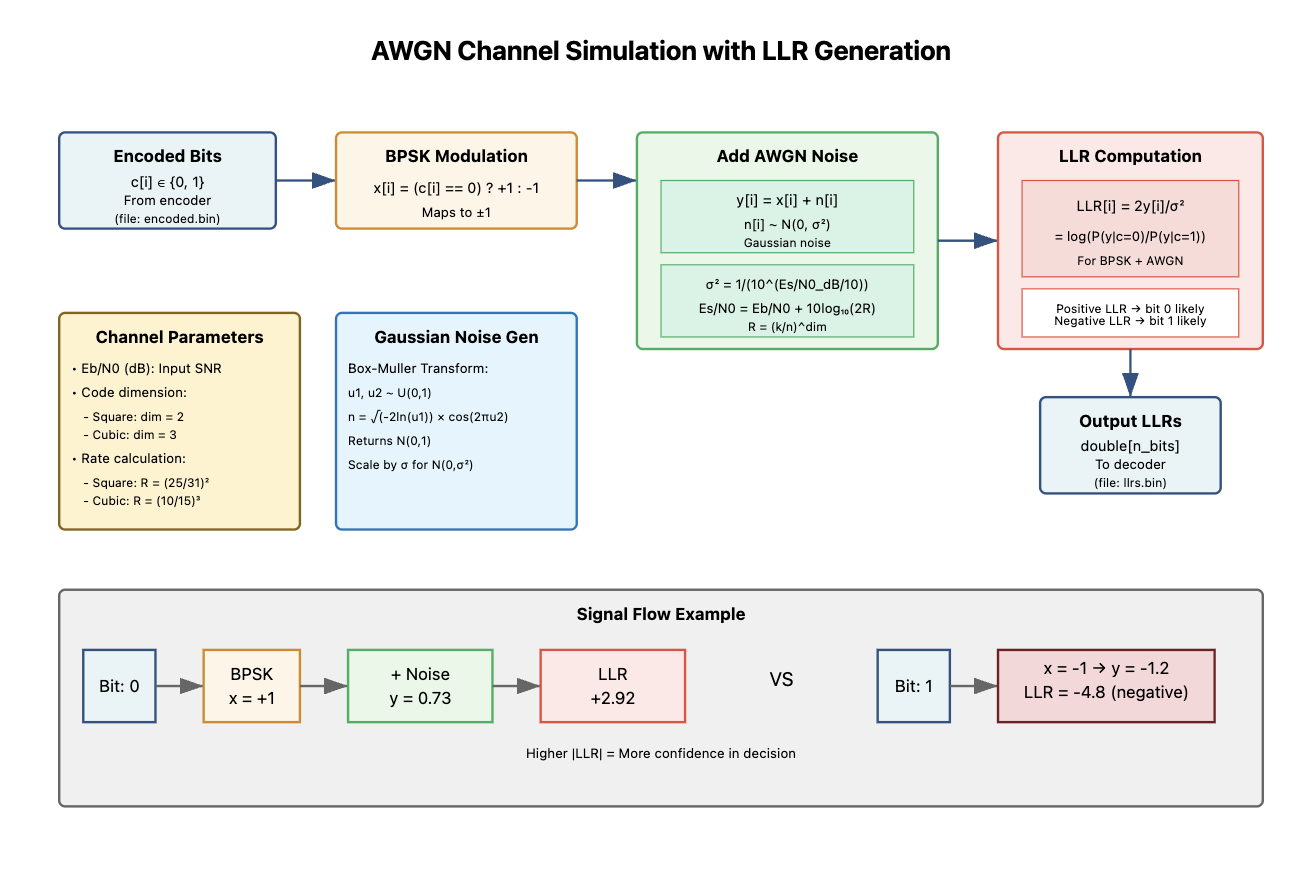 AWGN Channel Simulation with LLR Generation
Encoded Bits
c[i] ∈ {0, 1}
From encoder
(file: encoded.bin)
BPSK Modulation
x[i] = (c[i] == 0) ? +1 : -1
Maps to ±1
Add AWGN Noise
y[i] = x[i] + n[i]
n[i] ~ N(0, σ²)
Gaussian noise
σ² = 1/(10^(Es/N0_dB/10))
Es/N0 = Eb/N0 + 10log₁₀(2R)
R = (k/n)^dim
LLR Computation
LLR[i] = 2y[i]/σ²
= log(P(y|c=0)/P(y|c=1))
For BPSK + AWGN
Positive LLR → bit 0 likely
Negative LLR → bit 1 likely
Channel Parameters
• Eb/N0 (dB): Input SNR
• Code dimension:
- Square: dim = 2
- Cubic: dim = 3
• Rate calculation:
- Square: R = (25/31)²
- Cubic: R = (10/15)³
Gaussian Noise Gen
Box-Muller Transform:
u1, u2 ~ U(0,1)
n = √(-2ln(u1)) × cos(2πu2)
Returns N(0,1)
Scale by σ for N(0,σ²)
Output LLRs
double[n_bits]
To decoder
(file: llrs.bin)
Signal Flow Example
Bit: 0
BPSK
x = +1
+ Noise
y = 0.73
LLR
+2.92
VS
Bit: 1
x = -1 → y = -1.2
LLR = -4.8 (negative)
Higher |LLR| = More confidence in decision